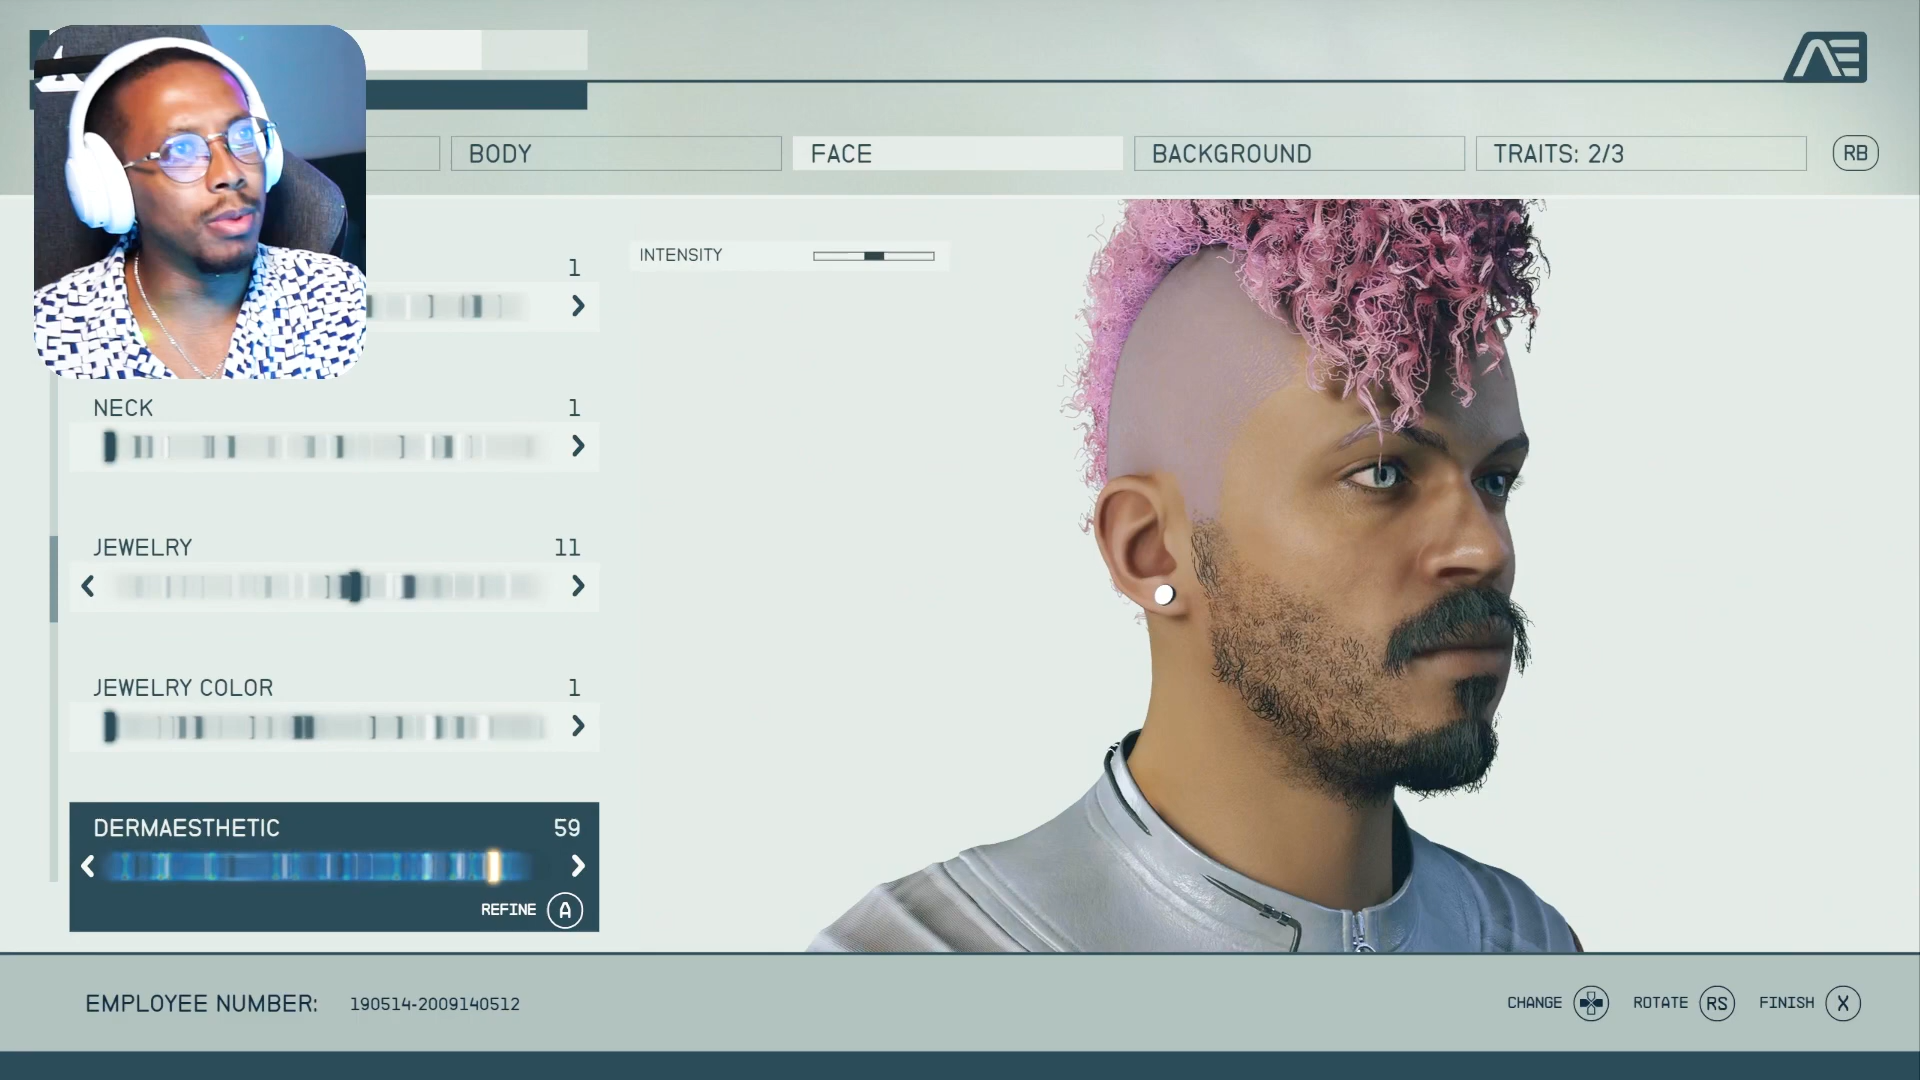 AE
BODY
FACE
BACKGROUND
TRAITS: 2/3
RB
INTENSITY
1
NECK 1
JEWELRY 11
JEWELRY COLOR 1
DERMAESTHETIC 59
REFINE A
EMPLOYEE NUMBER: 190514-2009140512
CHANGE ROTATE RS FINISH X